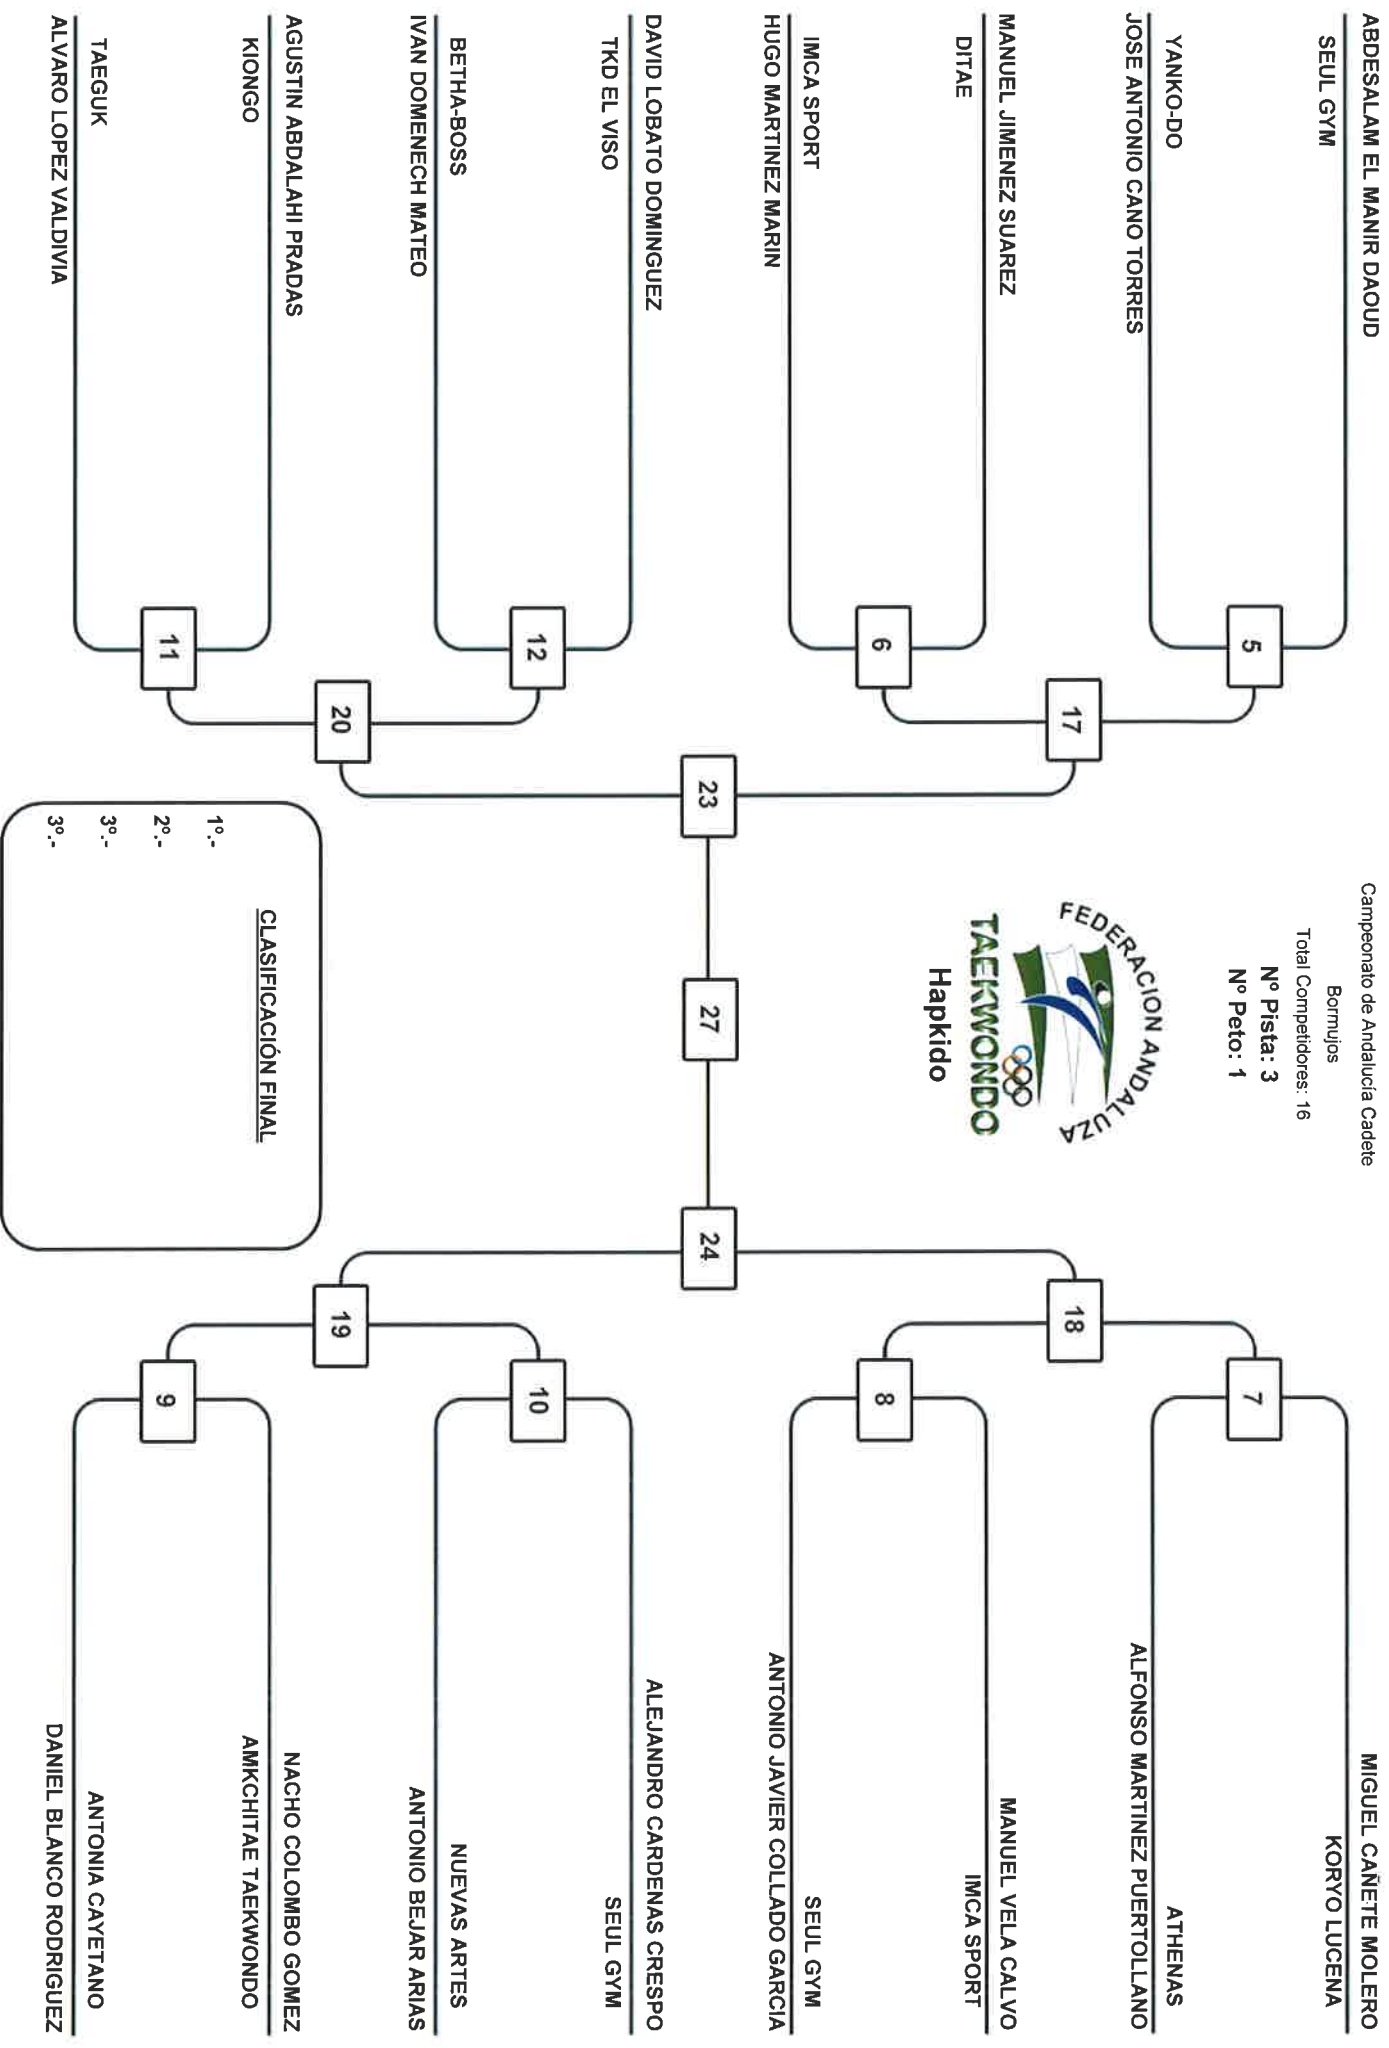 Campeonato de Andalucía Cadete
Bormujos
Total Competidores: 16
Nº Pista: 3
Nº Peto: 1
FEDERACION ANDALUZA
TAEKWONDO
Hapkido
ABDESALAM EL MANIR DAOUD
SEUL GYM
5
YANKO-DO
JOSE ANTONIO CANO TORRES
17
MANUEL JIMENEZ SUAREZ
DITAE
6
IMCA SPORT
HUGO MARTINEZ MARIN
23
DAVID LOBATO DOMINGUEZ
TKD EL VISO
12
BETHA-BOSS
IVAN DOMENECH MATEO
20
AGUSTIN ABDALAHI PRADAS
KIONGO
11
TAEGUK
ALVARO LOPEZ VALDIVIA
27
MIGUEL CAÑETE MOLERO
KORYO LUCENA
7
ATHENAS
ALFONSO MARTINEZ PUERTOLLANO
18
MANUEL VELA CALVO
IMCA SPORT
8
SEUL GYM
ANTONIO JAVIER COLLADO GARCIA
24
ALEJANDRO CARDENAS CRESPO
SEUL GYM
10
NUEVAS ARTES
ANTONIO BEJAR ARIAS
19
NACHO COLOMBO GOMEZ
AMKCHITAE TAEKWONDO
9
ANTONIA CAYETANO
DANIEL BLANCO RODRIGUEZ
CLASIFICACIÓN FINAL
1º.-
2º.-
3º.-
3º.-